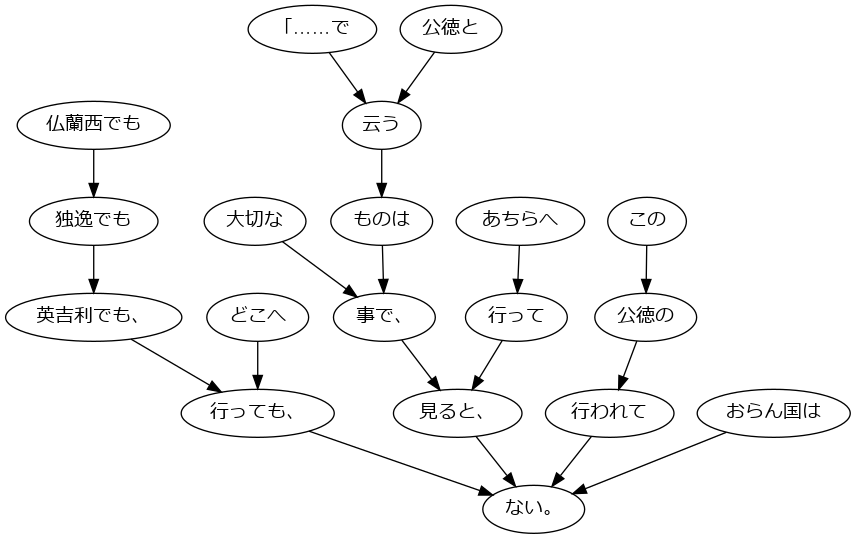 「……で 公徳と
仏蘭西でも 云う
独逸でも 大切な ものは あちらへ この
英吉利でも、 どこへ 事で、 行って 公徳の
行っても、 見ると、 行われて おらん国は
ない。